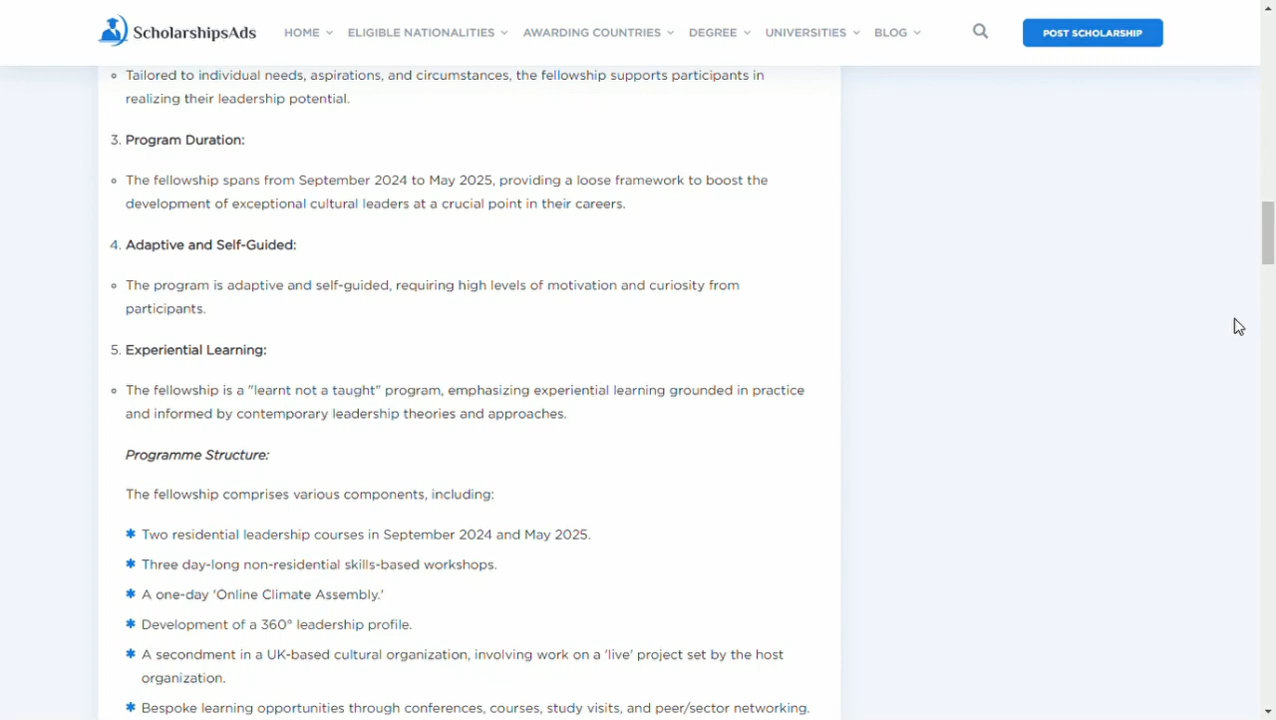 ScholarshipsAds
HOME ELIGIBLE NATIONALITIES AWARDING COUNTRIES DEGREE UNIVERSITIES BLOG POST SCHOLARSHIP
Tailored to individual needs, aspirations, and circumstances, the fellowship supports participants in
realizing their leadership potential.
3. Program Duration:
The fellowship spans from September 2024 to May 2025, providing a loose framework to boost the
development of exceptional cultural leaders at a crucial point in their careers.
4. Adaptive and Self-Guided:
The program is adaptive and self-guided, requiring high levels of motivation and curiosity from
participants.
5. Experiential Learning:
The fellowship is a "learnt not a taught" program, emphasizing experiential learning grounded in practice
and informed by contemporary leadership theories and approaches.
Programme Structure:
The fellowship comprises various components, including:
Two residential leadership courses in September 2024 and May 2025.
Three day-long non-residential skills-based workshops.
A one-day 'Online Climate Assembly.'
Development of a 360° leadership profile.
A secondment in a UK-based cultural organization, involving work on a 'live' project set by the host
organization.
Bespoke learning opportunities through conferences, courses, study visits, and peer/sector networking.